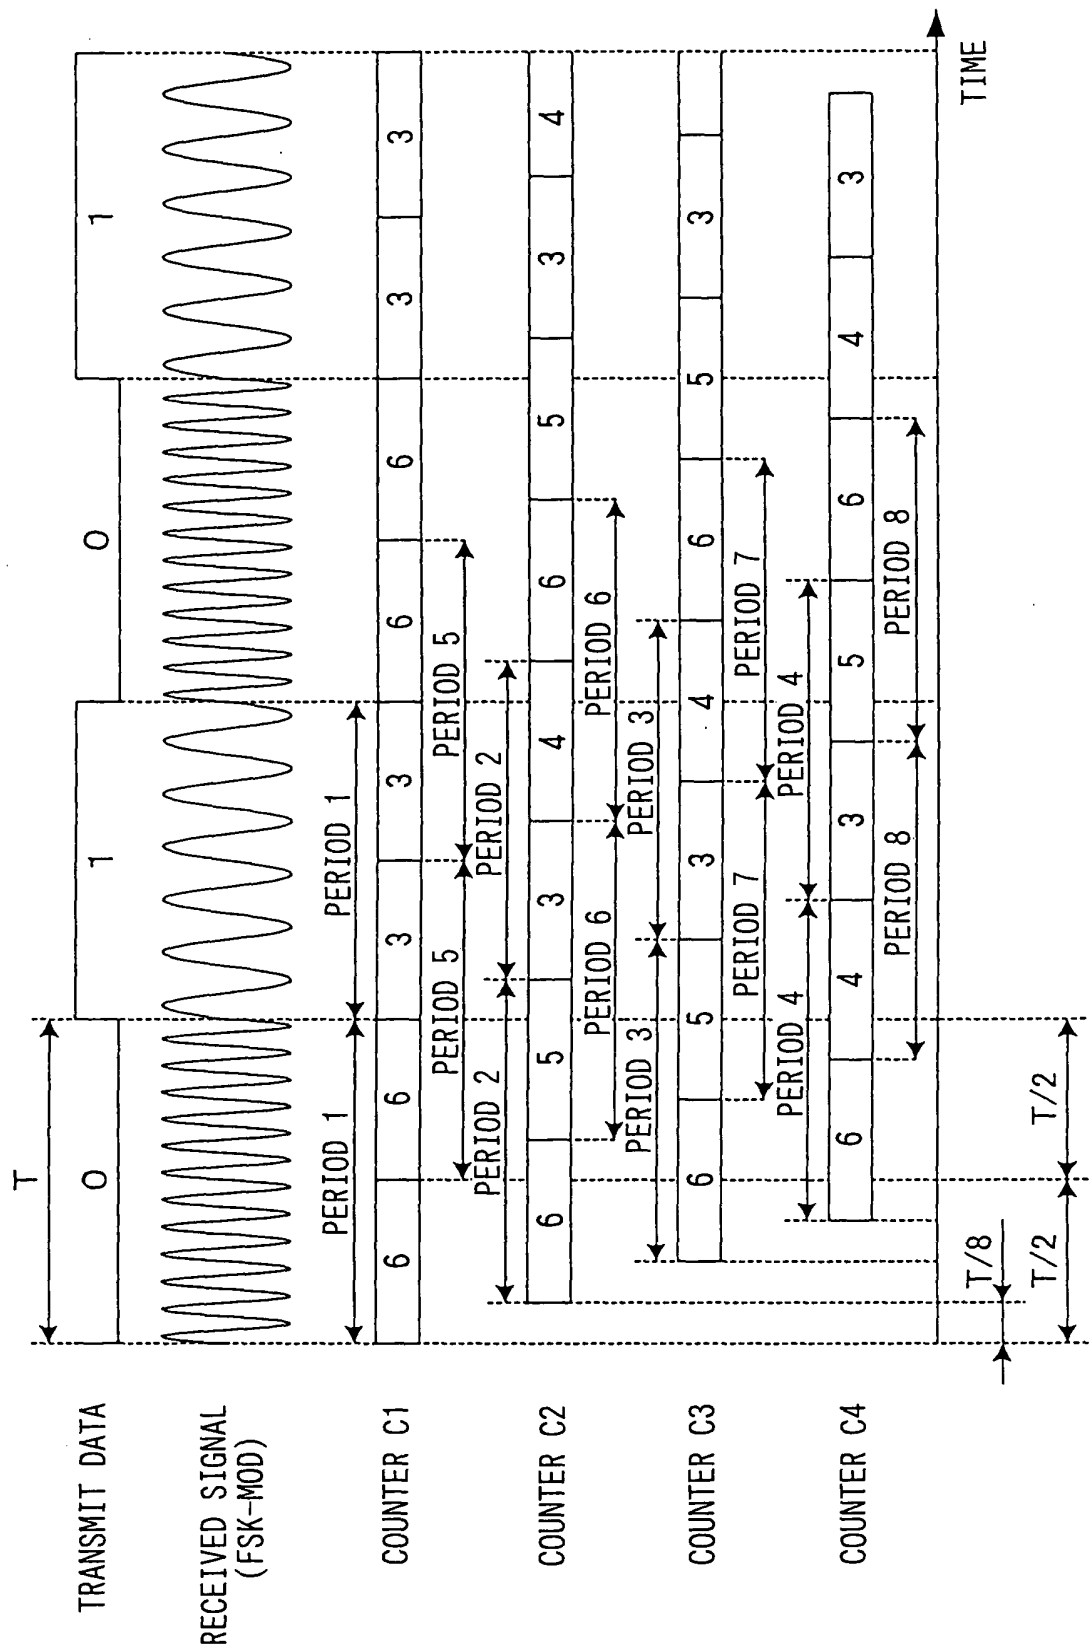 T
TRANSMIT DATA 0 1 0 1
RECEIVED SIGNAL
(FSK-MOD)
PERIOD 1 PERIOD 1
COUNTER C1 6 6 3 3 6 6 3 3
PERIOD 5 PERIOD 5
PERIOD 2 PERIOD 2
COUNTER C2 6 5 3 4 6 5 3 4
PERIOD 6 PERIOD 6
PERIOD 3 PERIOD 3
COUNTER C3 6 5 3 4 6 5 3
PERIOD 7 PERIOD 7
PERIOD 4 PERIOD 4
COUNTER C4 6 4 3 5 6 4 3
PERIOD 8 PERIOD 8
TIME
T/8
T/2 T/2